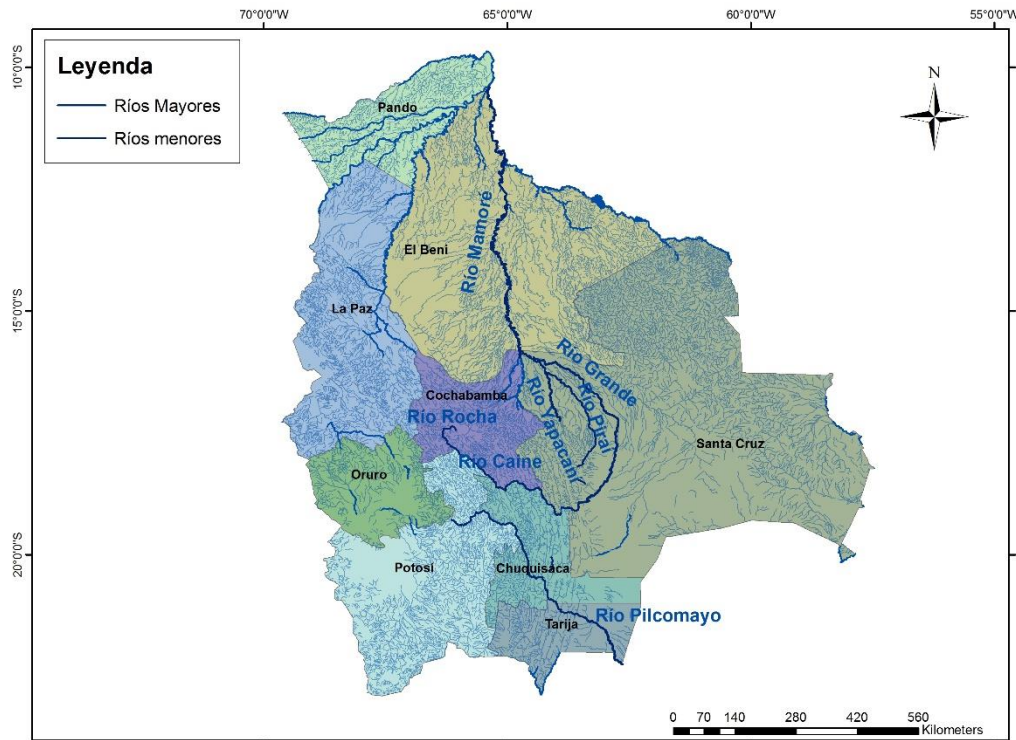 70°0'0"W
65°0'0"W
60°0'0"W
55°0'0"W
Leyenda
Ríos Mayores
Ríos menores
N
10°0'0"S
15°0'0"S
20°0'0"S
Pando
El Beni
Río Mamoré
La Paz
Río Grande
Río Piraí
Río Yapacaní
Cochabamba
Río Rocha
Río Caine
Santa Cruz
Oruro
Potosí
Chuquisaca
Río Pilcomayo
Tarija
0 70 140 280 420 560
Kilometers